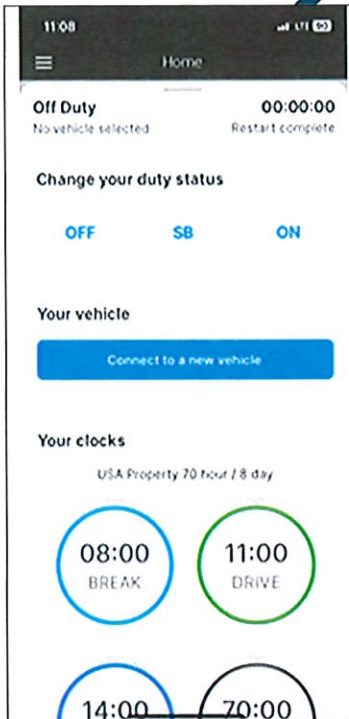 11:08
LTE 90
Home
Off Duty 00:00:00
No vehicle selected Restart complete
Change your duty status
OFF SB ON
Your vehicle
Connect to a new vehicle
Your clocks
USA Property 70 hour / 8 day
08:00 11:00
BREAK DRIVE
14:00 70:00